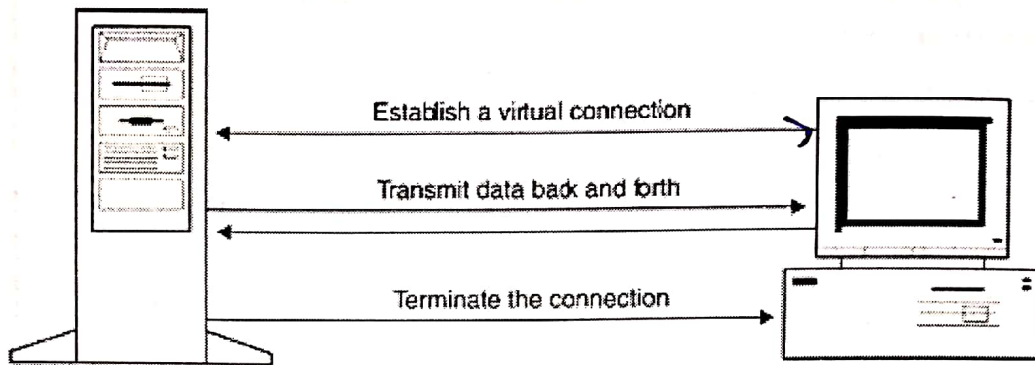 Establish a virtual connection
Transmit data back and forth
Terminate the connection